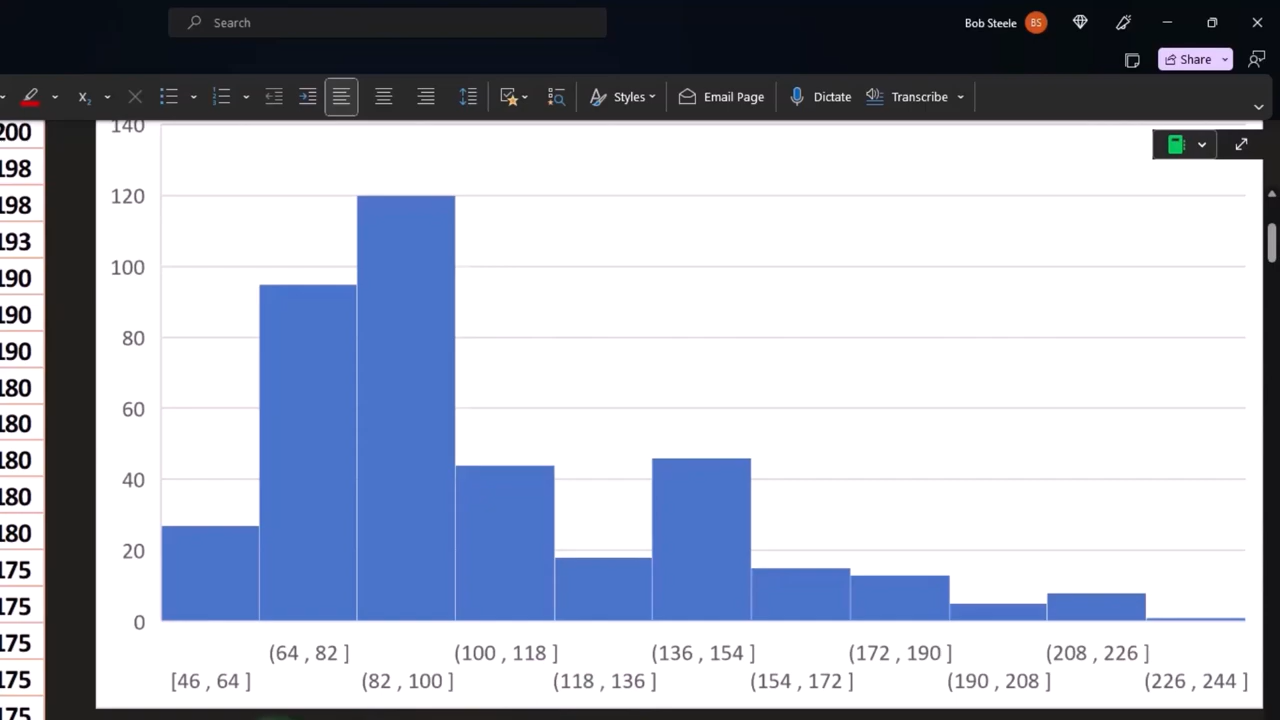 Search
Bob Steele BS
Share
Styles
Email Page
Dictate
Transcribe
200
198
198
193
190
190
190
180
180
180
180
180
175
175
175
175
175
140
120
100
80
60
40
20
0
(64 , 82 ]
(100 , 118 ]
(136 , 154 ]
(172 , 190 ]
(208 , 226 ]
[46 , 64 ]
(82 , 100 ]
(118 , 136 ]
(154 , 172 ]
(190 , 208 ]
(226 , 244 ]